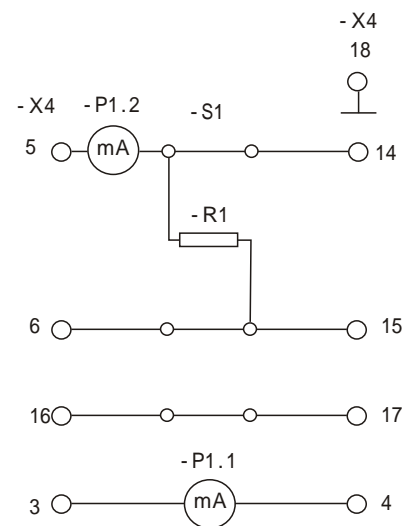 - X4
18
- X4 - P1.2 - S1
5 mA 14
- R1
6 15
16 17
- P1.1
3 mA 4